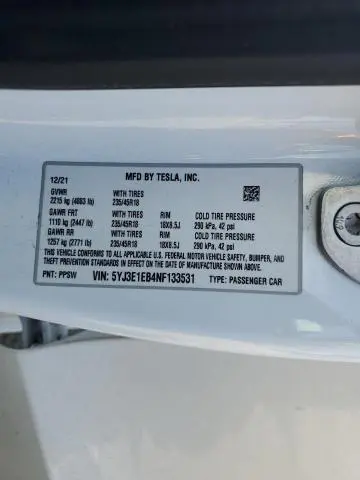 12/21 MFD BY TESLA, INC.
GVWR WITH TIRES
2215 kg (4883 lb) 235/45R18
GAWR FRT WITH TIRES RIM COLD TIRE PRESSURE
1110 kg (2447 lb) 235/45R18 18X8.5J 290 kPa, 42 psi
GAWR RR WITH TIRES RIM COLD TIRE PRESSURE
1257 kg (2771 lb) 235/45R18 18X8.5J 290 kPa, 42 psi
THIS VEHICLE CONFORMS TO ALL APPLICABLE U.S. FEDERAL MOTOR VEHICLE SAFETY, BUMPER, AND
THEFT PREVENTION STANDARDS IN EFFECT ON THE DATE OF MANUFACTURE SHOWN ABOVE.
PNT: PPSW VIN: 5YJ3E1EB4NF133531 TYPE: PASSENGER CAR